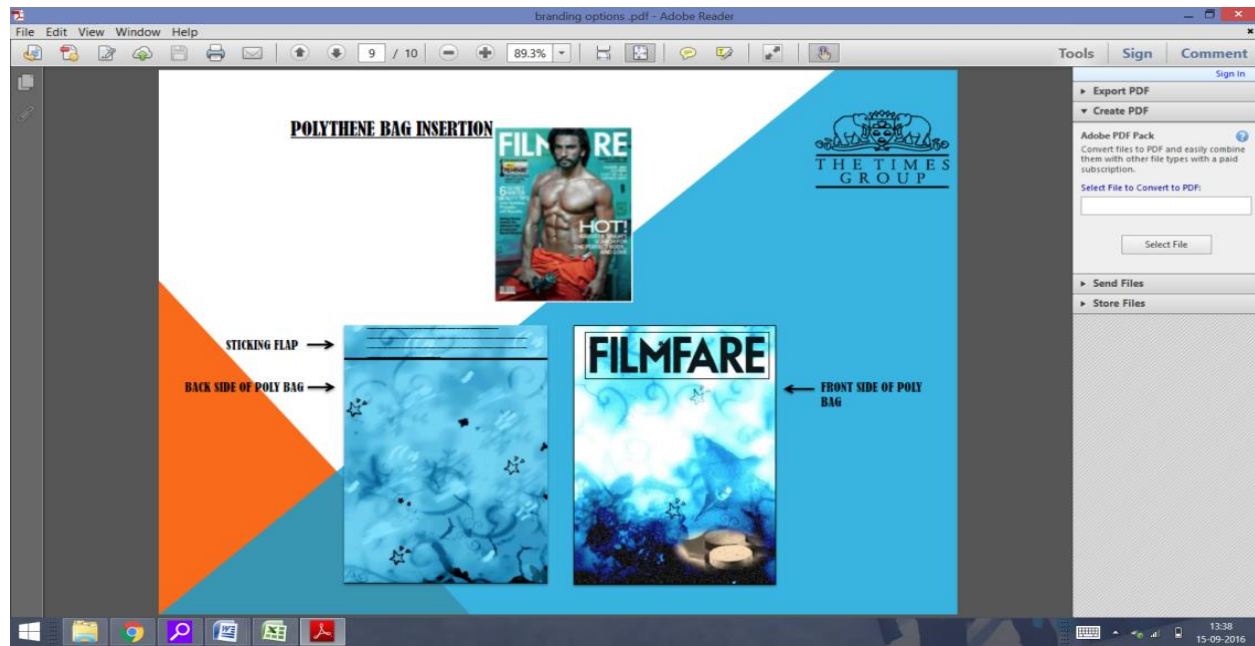 branding options .pdf - Adobe Reader
File Edit View Window Help
9 / 10 89.3% Tools Sign Comment
Sign In
Export PDF
Create PDF
Adobe PDF Pack
Convert files to PDF and easily combine
them with other file types with a paid
subscription.
Select File to Convert to PDF:
Select File
Send Files
Store Files
POLYTHENE BAG INSERTION
FILMFARE
HOT!
THE TIMES
GROUP
STICKING FLAP
BACK SIDE OF POLY BAG
FILMFARE
FRONT SIDE OF POLY
BAG
13:38
15-09-2016